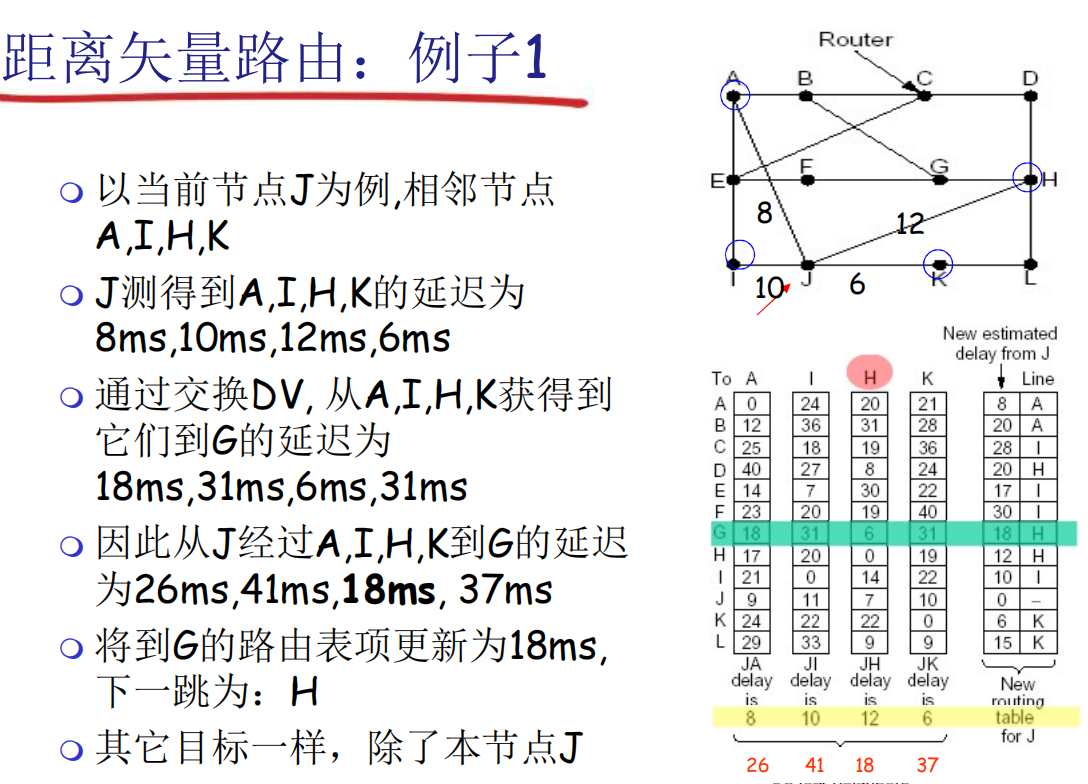 距离矢量路由：例子1
以当前节点J为例,相邻节点
A,I,H,K
J测得到A,I,H,K的延迟为
8ms,10ms,12ms,6ms
通过交换DV, 从A,I,H,K获得到
它们到G的延迟为
18ms,31ms,6ms,31ms
因此从J经过A,I,H,K到G的延迟
为26ms,41ms,18ms, 37ms
将到G的路由表项更新为18ms,
下一跳为：H
其它目标一样，除了本节点J
Router
A B C D
E F G H
8 12
I J K L
10 6
New estimated
delay from J
To A I H K Line
A 0 24 20 21 8 A
B 12 36 31 28 20 A
C 25 18 19 36 28 I
D 40 27 8 24 20 H
E 14 7 30 22 17 I
F 23 20 19 40 30 I
G 18 31 6 31 18 H
H 17 20 0 19 12 H
I 21 0 14 22 10 I
J 9 11 7 10 0 –
K 24 22 22 0 6 K
L 29 33 9 9 15 K
JA JI JH JK
delay delay delay delay New
is is is is routing
8 10 12 6 table
for J
26 41 18 37